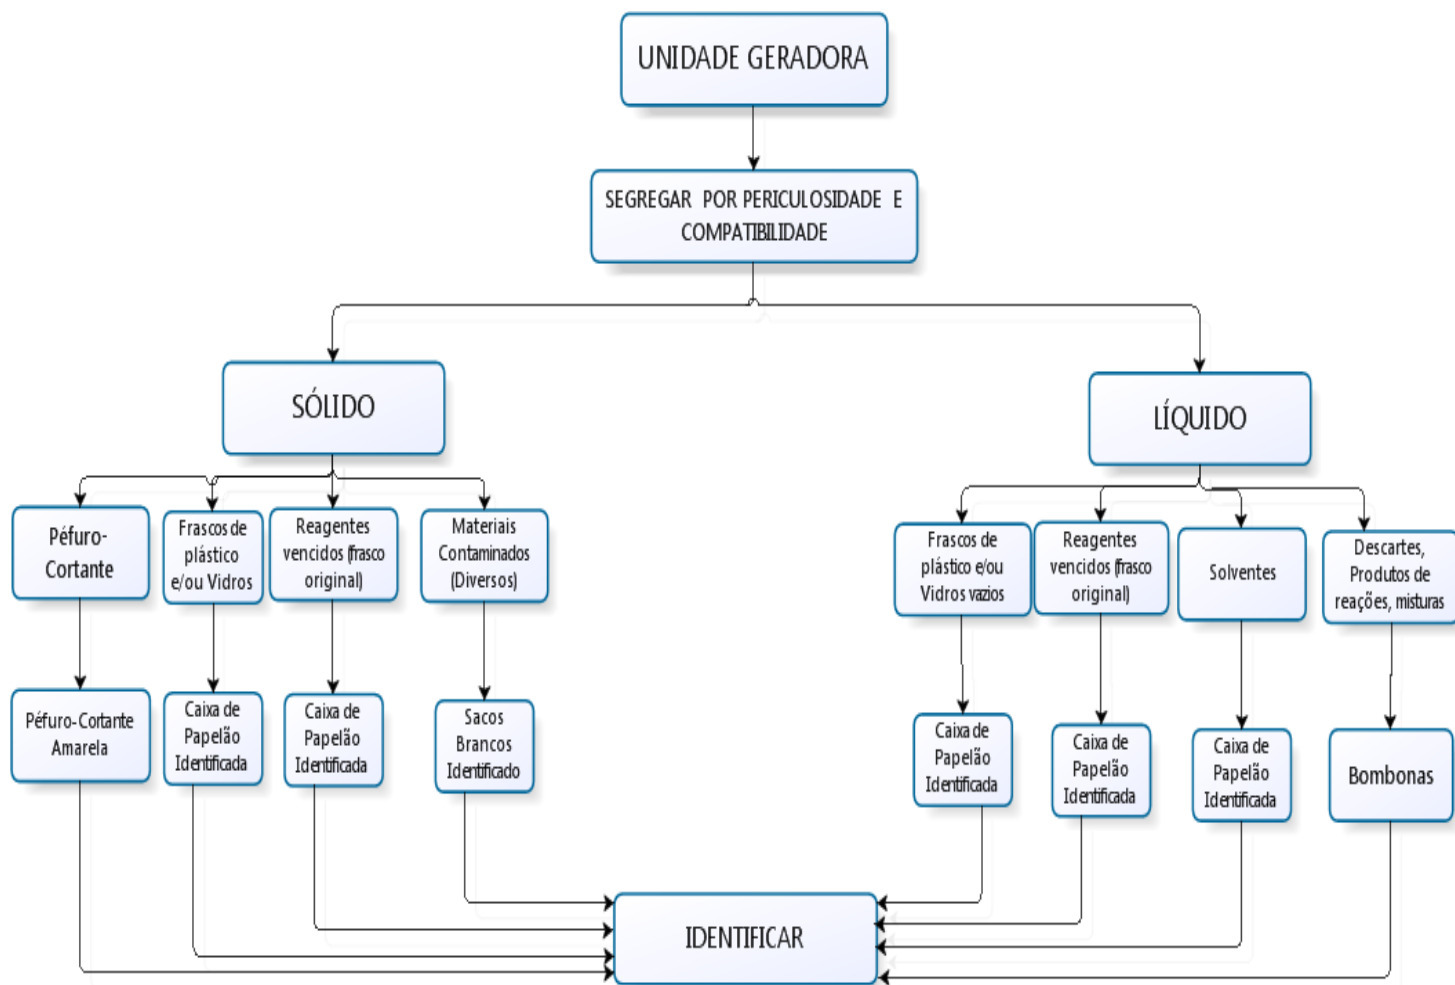 UNIDADE GERADORA
SEGREGAR POR PERICULOSIDADE E
COMPATIBILIDADE
SÓLIDO
LÍQUIDO
Péfuro-
Cortante
Frascos de
plástico
e/ou Vidros
Reagentes
vencidos (frasco
original)
Materiais
Contaminados
(Diversos)
Frascos de
plástico e/ou
Vidros vazios
Reagentes
vencidos (frasco
original)
Solventes
Descartes,
Produtos de
reações, misturas
Péfuro-Cortante
Amarela
Caixa de
Papelão
Identificada
Caixa de
Papelão
Identificada
Sacos
Brancos
Identificado
Caixa de
Papelão
Identificada
Caixa de
Papelão
Identificada
Caixa de
Papelão
Identificada
Bombonas
IDENTIFICAR